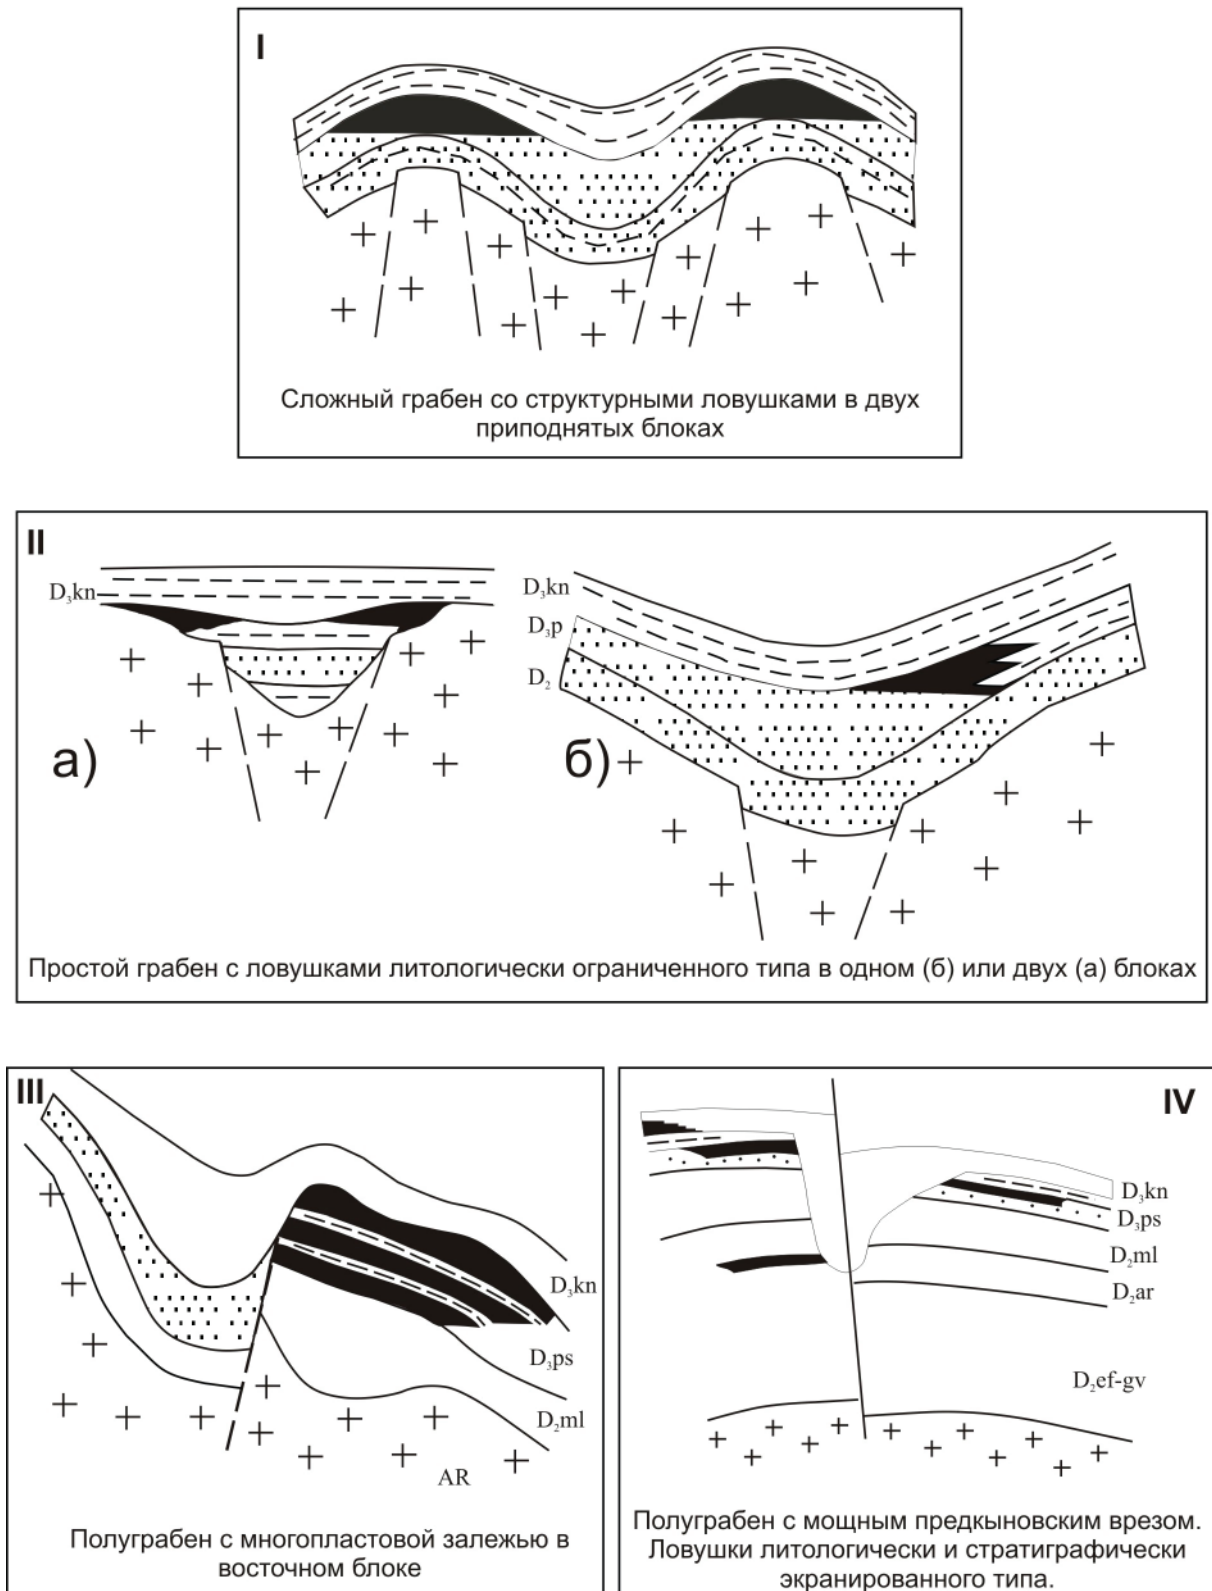 I
Сложный грабен со структурными ловушками в двух
приподнятых блоках
II
D₃kn
а)
D₃kn
D₃p
D₂
б)
Простой грабен с ловушками литологически ограниченного типа в одном (б) или двух (а) блоках
III
D₃kn
D₃ps
D₂ml
AR
Полуграбен с многопластовой залежью в
восточном блоке
IV
D₃kn
D₃ps
D₂ml
D₂ar
D₂ef-gv
Полуграбен с мощным предкыновским врезом.
Ловушки литологически и стратиграфически
экранированного типа.